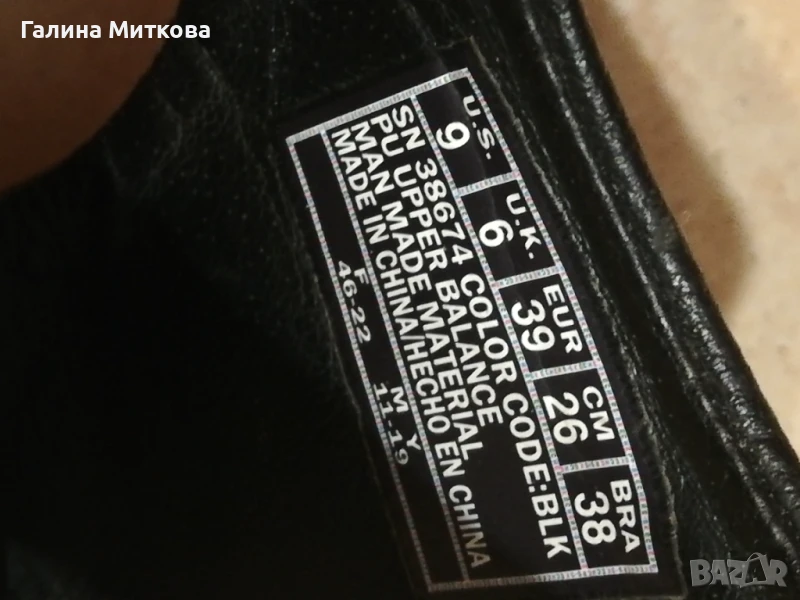 Галина Миткова
U.S. U.K. EUR CM BRA
9 6 39 26 38
SN 38674 COLOR CODE:BLK
PU UPPER BALANCE
MAN MADE MATERIAL
MADE IN CHINA/HECHO EN CHINA
F M Y
46-22 11-19
BAZAR